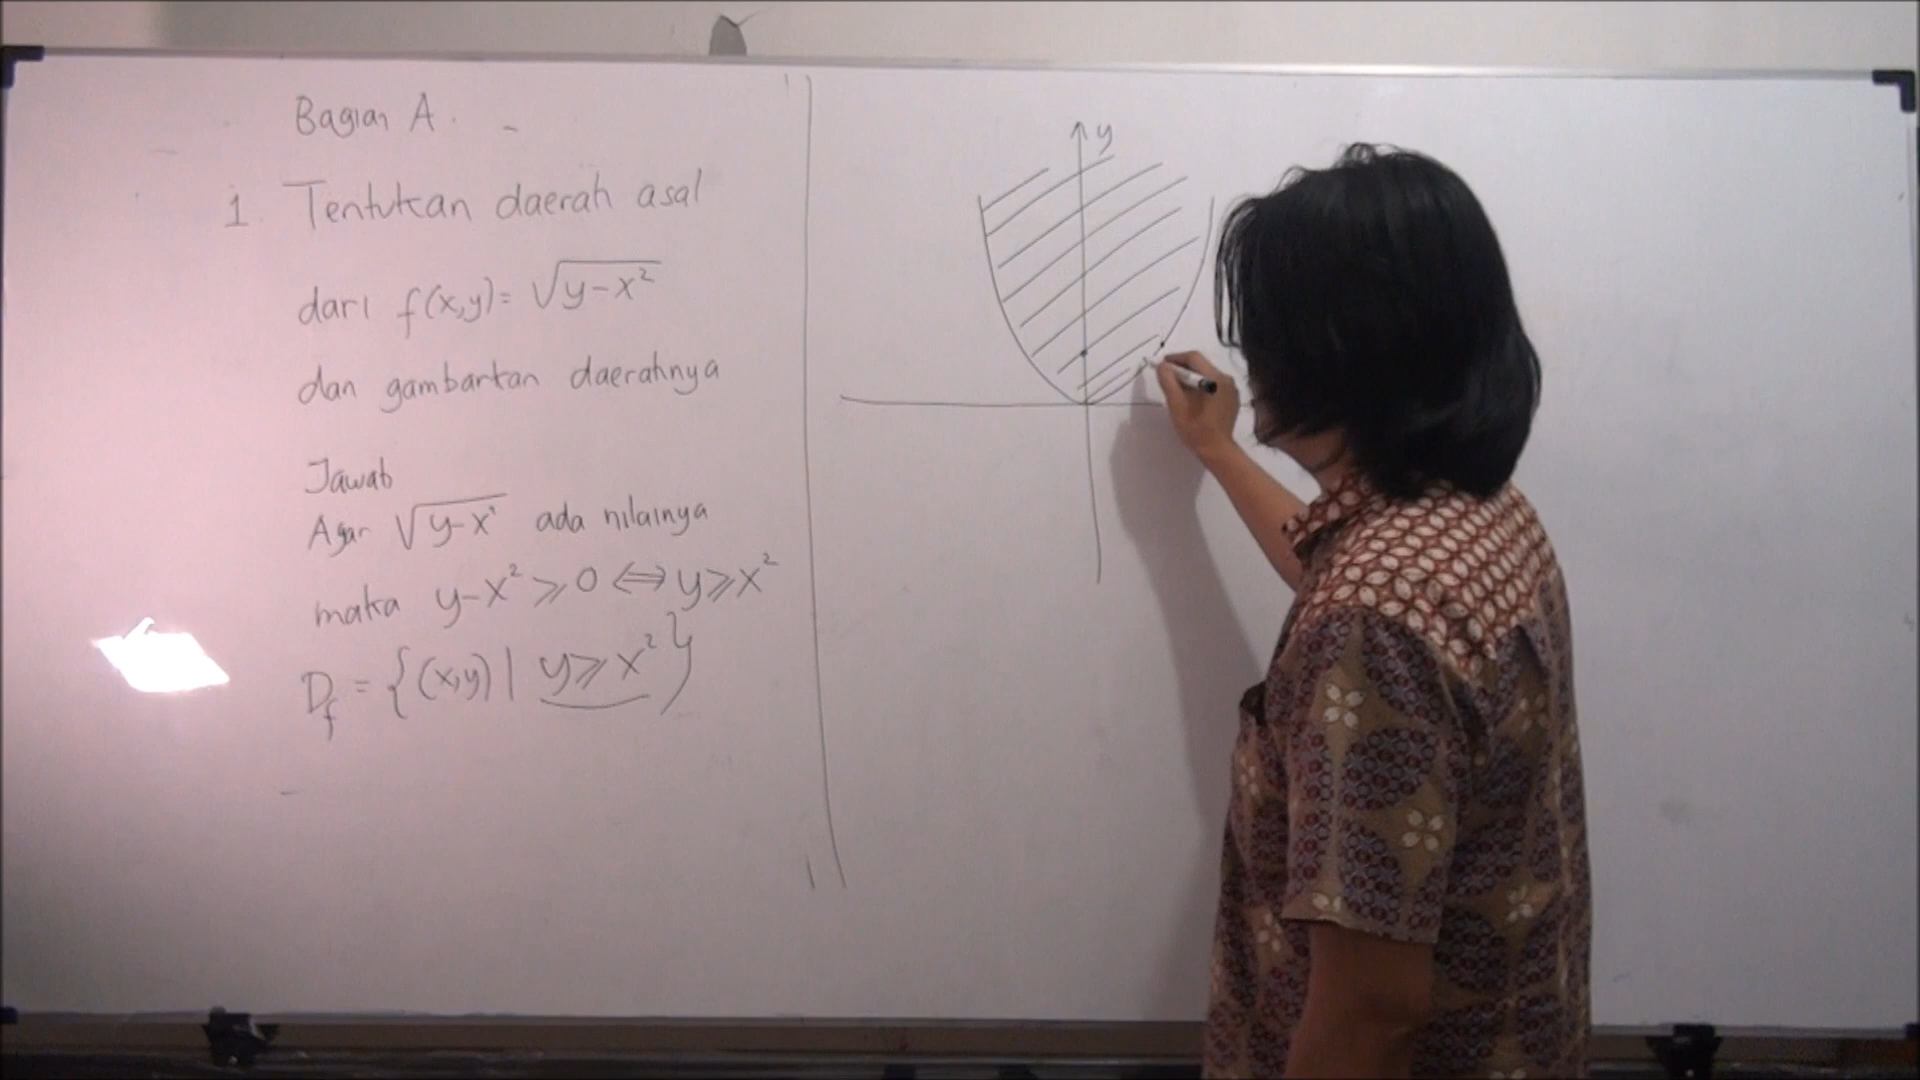 Bagian A.
1. Tentukan daerah asal
dari f(x,y) = √(y-x²)
dan gambarkan daerahnya
Jawab
Agar √(y-x²) ada nilainya
maka y-x² ≥ 0 ⇔ y ≥ x²
D_f = {(x,y) | y ≥ x²}
y